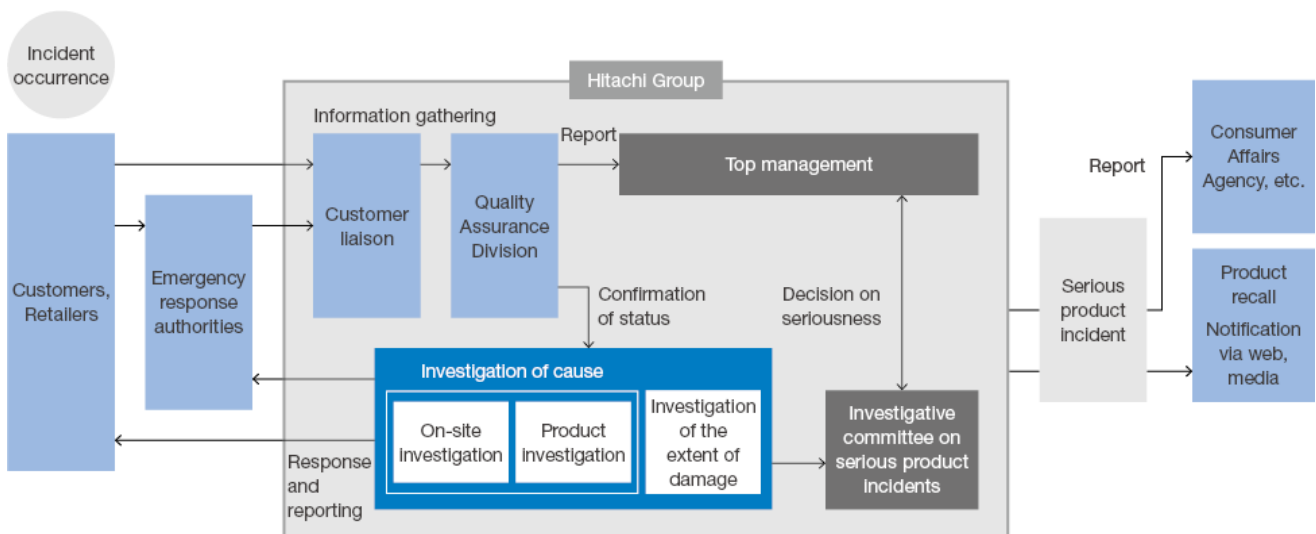 Incident
occurrence
Hitachi Group
Information gathering
Report
Top management
Customer
liaison
Quality
Assurance
Division
Customers,
Retailers
Emergency
response
authorities
Confirmation
of status
Decision on
seriousness
Investigation of cause
On-site
investigation
Product
investigation
Investigation
of the
extent of
damage
Investigative
committee on
serious product
incidents
Response
and
reporting
Serious
product
incident
Report
Consumer
Affairs
Agency, etc.
Product
recall
Notification
via web,
media